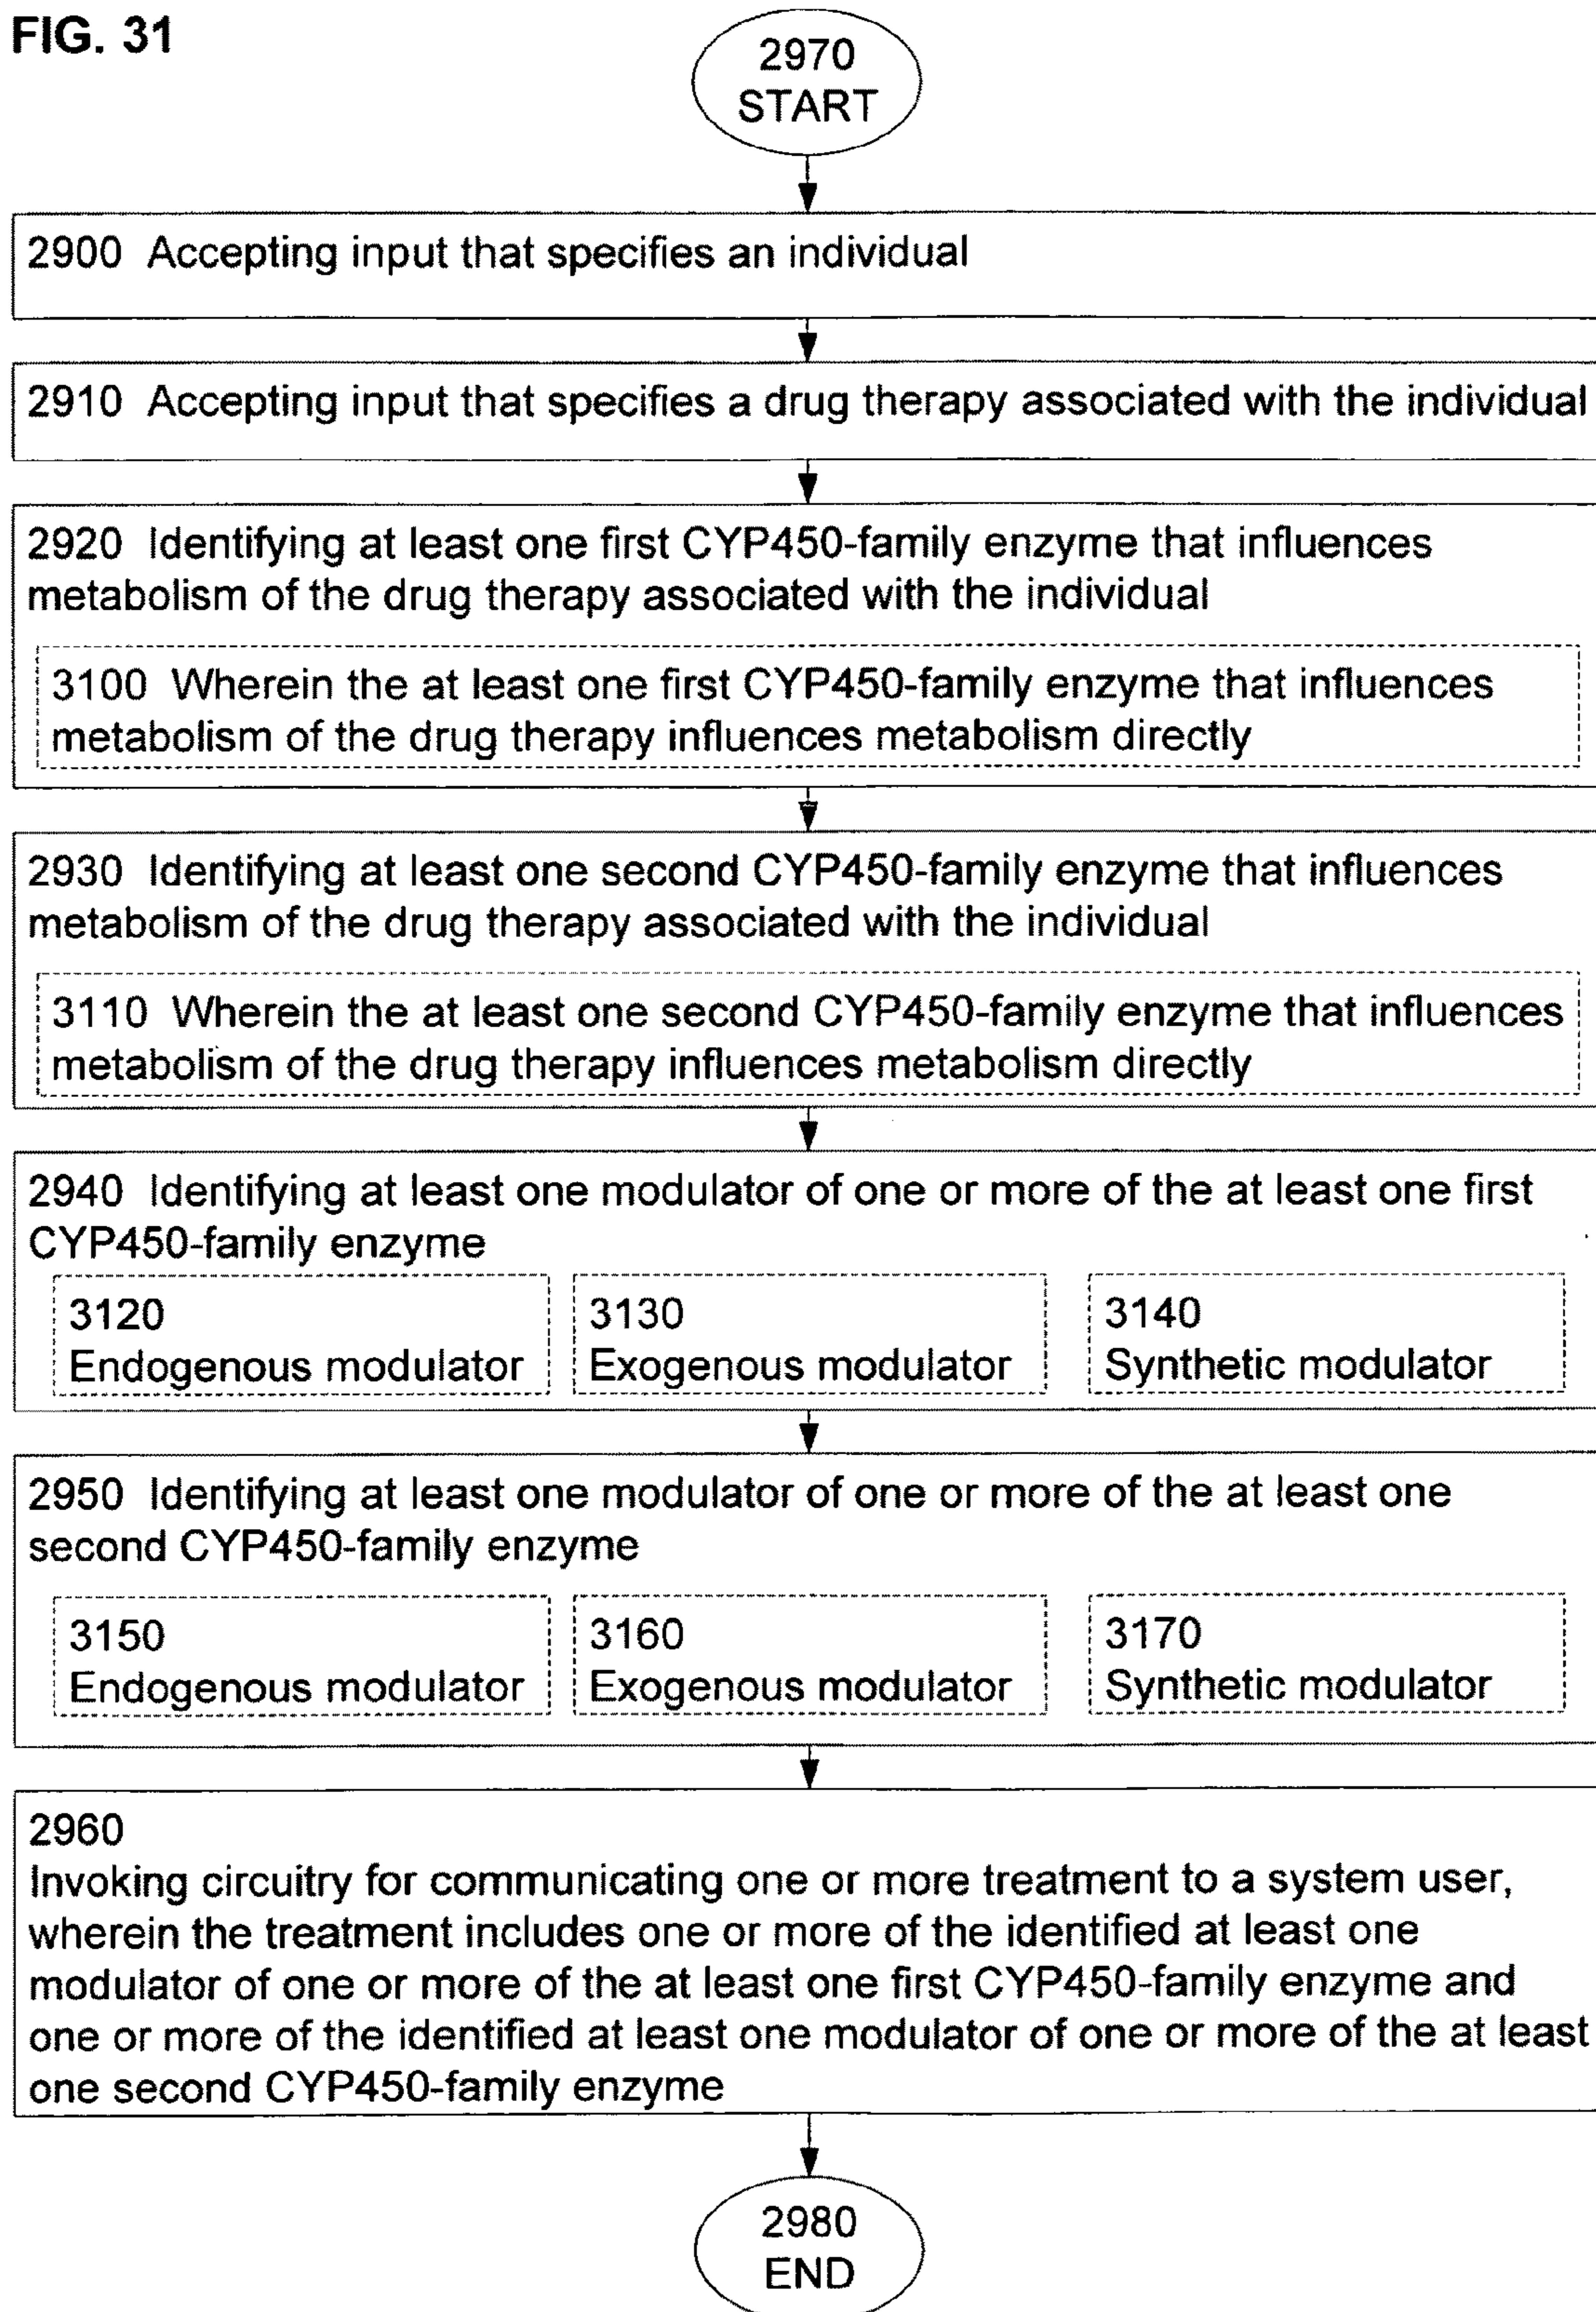 FIG. 31
2970
START
2900 Accepting input that specifies an individual
2910 Accepting input that specifies a drug therapy associated with the individual
2920 Identifying at least one first CYP450-family enzyme that influences
metabolism of the drug therapy associated with the individual
3100 Wherein the at least one first CYP450-family enzyme that influences
metabolism of the drug therapy influences metabolism directly
2930 Identifying at least one second CYP450-family enzyme that influences
metabolism of the drug therapy associated with the individual
3110 Wherein the at least one second CYP450-family enzyme that influences
metabolism of the drug therapy influences metabolism directly
2940 Identifying at least one modulator of one or more of the at least one first
CYP450-family enzyme
3120
Endogenous modulator
3130
Exogenous modulator
3140
Synthetic modulator
2950 Identifying at least one modulator of one or more of the at least one
second CYP450-family enzyme
3150
Endogenous modulator
3160
Exogenous modulator
3170
Synthetic modulator
2960
Invoking circuitry for communicating one or more treatment to a system user,
wherein the treatment includes one or more of the identified at least one
modulator of one or more of the at least one first CYP450-family enzyme and
one or more of the identified at least one modulator of one or more of the at least
one second CYP450-family enzyme
2980
END